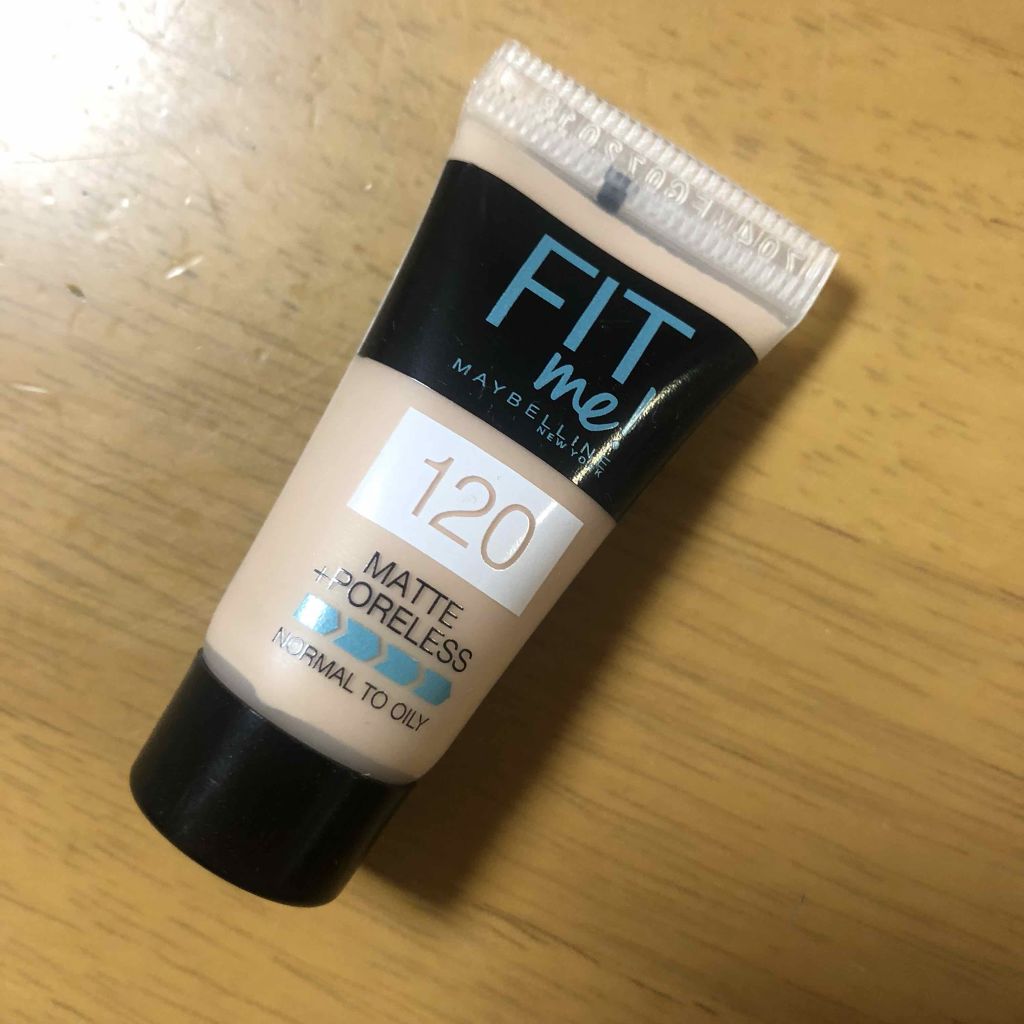 FIT
me!
MAYBELLINE
NEW YORK
120
MATTE
+PORELESS
NORMAL TO OILY